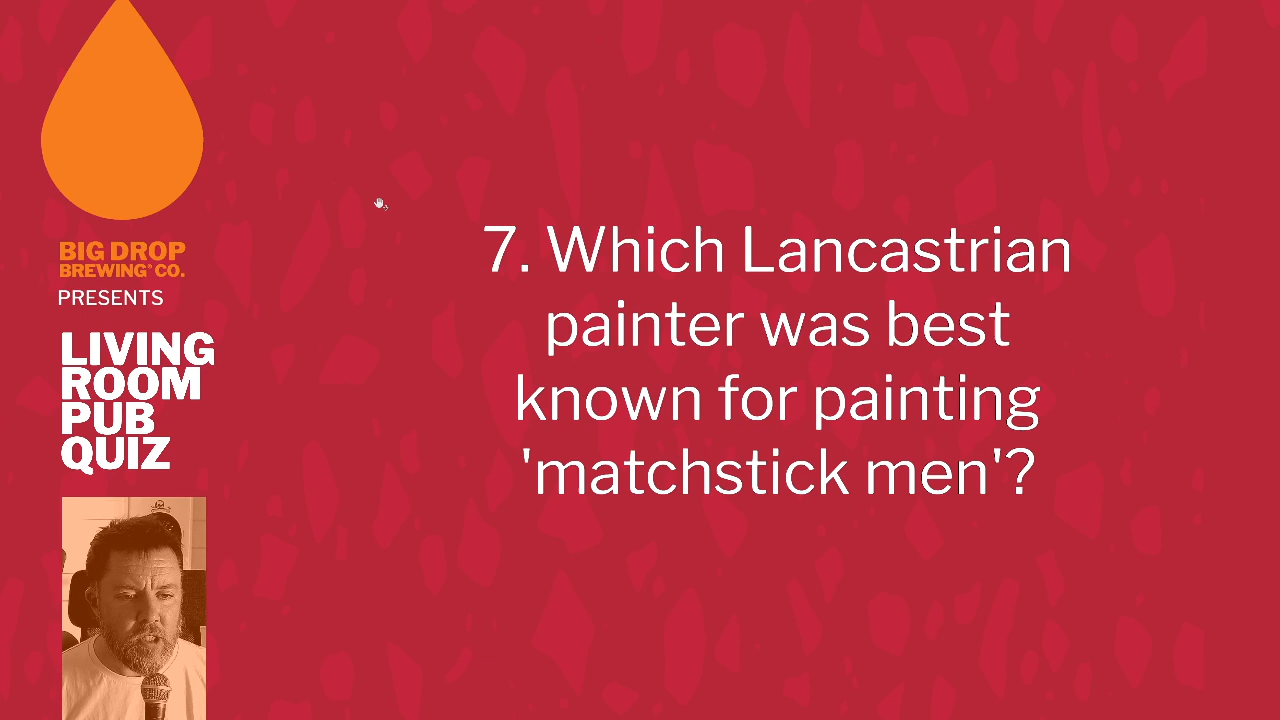 BIG DROP
BREWING® CO.
PRESENTS
LIVING
ROOM
PUB
QUIZ
7. Which Lancastrian
painter was best
known for painting
'matchstick men'?